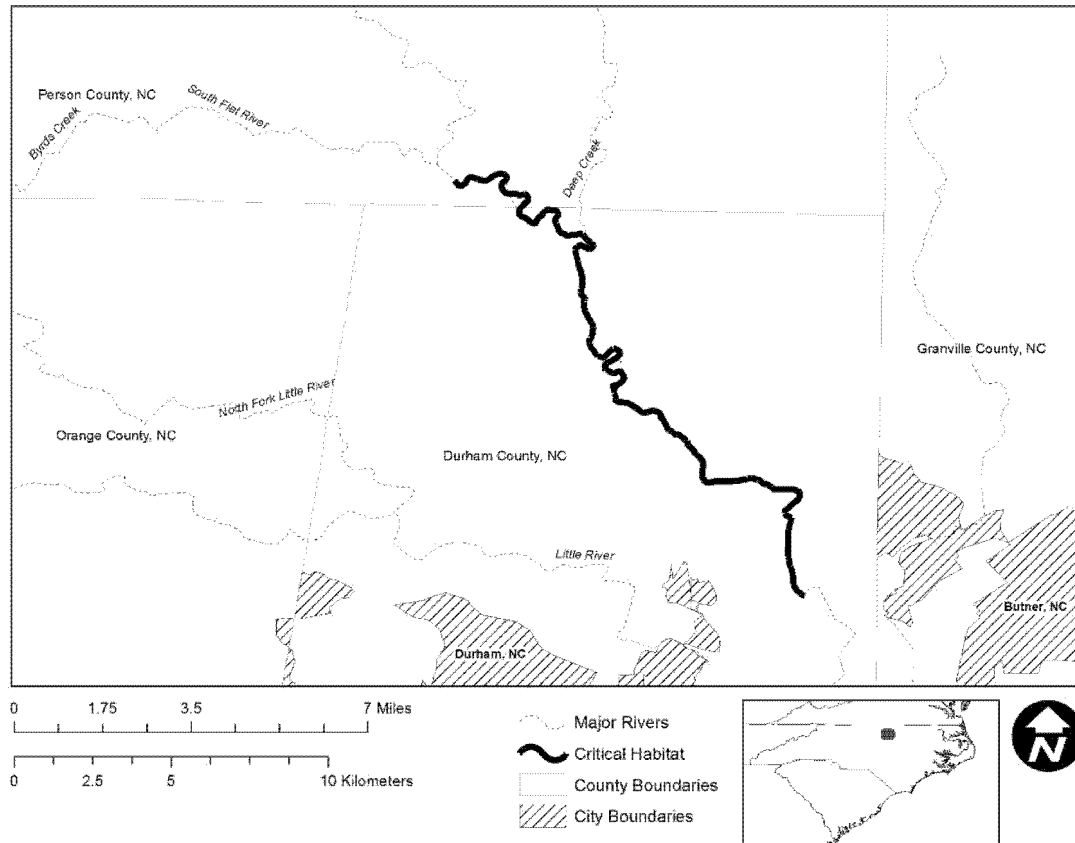 Person County, NC
Byrds Creek
South Flat River
Deep Creek
Granville County, NC
North Fork Little River
Orange County, NC
Durham County, NC
Little River
Butner, NC
Durham, NC
0 1.75 3.5 7 Miles
0 2.5 5 10 Kilometers
Major Rivers
Critical Habitat
County Boundaries
City Boundaries
N